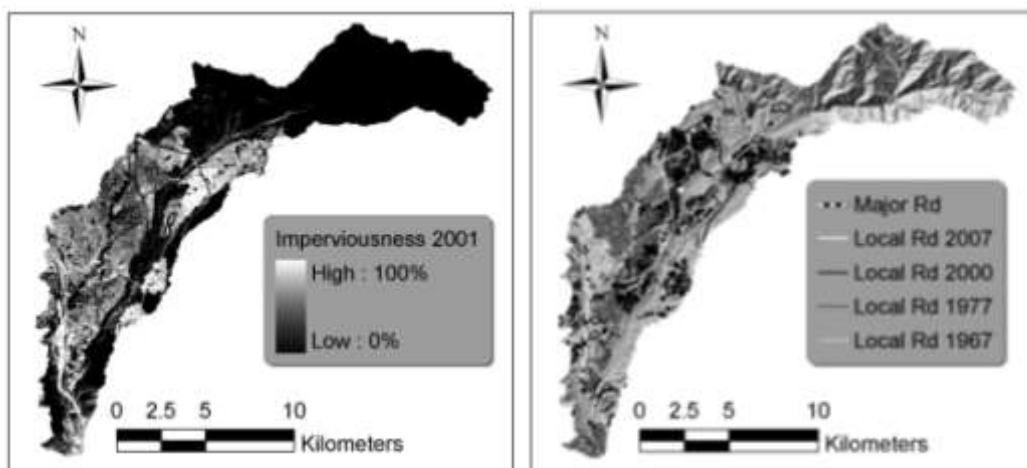 N
Imperviousness 2001
High : 100%
Low : 0%
0 2.5 5 10
Kilometers
N
Major Rd
Local Rd 2007
Local Rd 2000
Local Rd 1977
Local Rd 1967
0 2.5 5 10
Kilometers